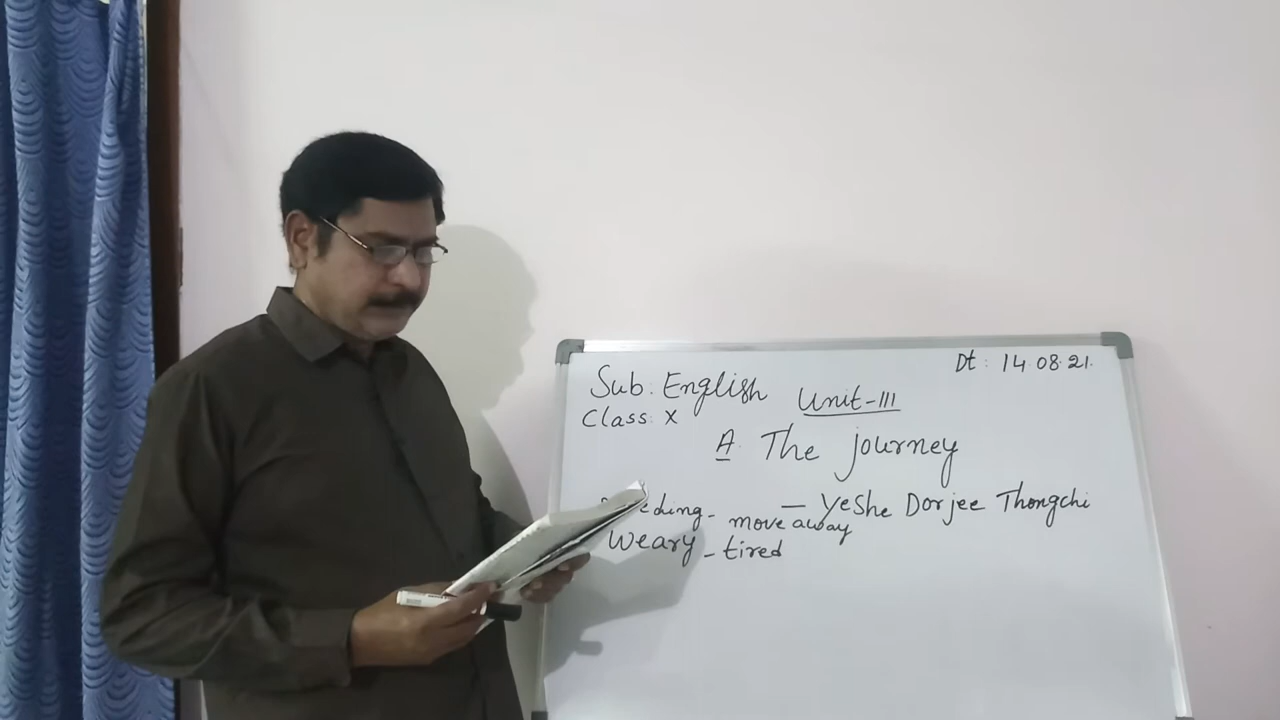 Dt: 14.08.21.
Sub: English
Unit-III
Class: X
A. The journey
— Yeshe Dorjee Thongchi
- move away
Weary - tired